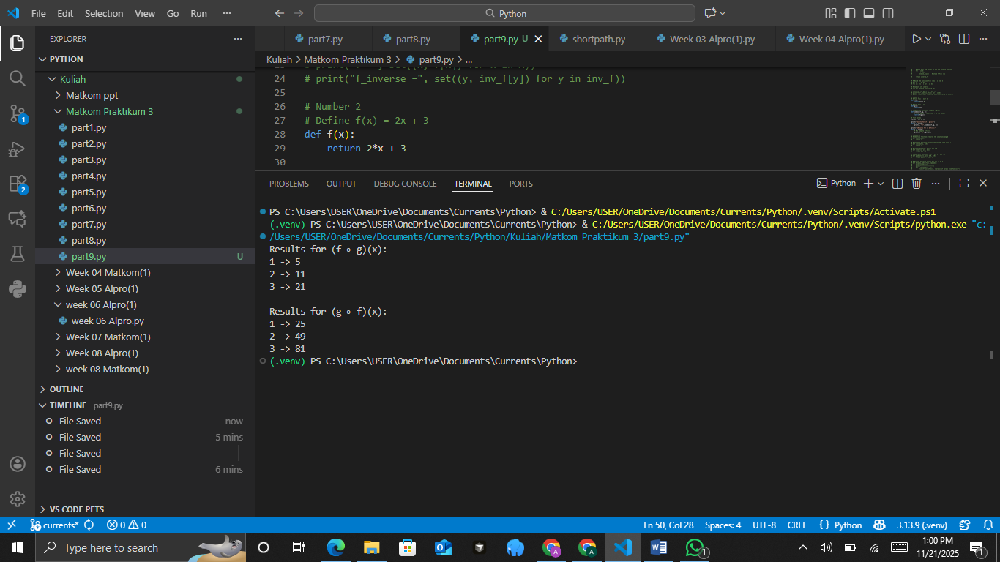 File Edit Selection View Go Run ···
Python
EXPLORER ···
PYTHON
Kuliah
Matkom ppt
Matkom Praktikum 3
part1.py
part2.py
part3.py
part4.py
part5.py
part6.py
part7.py
part8.py
part9.py U
Week 04 Matkom(1)
Week 05 Alpro(1)
week 06 Alpro(1)
week 06 Alpro.py
Week 07 Matkom(1)
Week 08 Alpro(1)
week 08 Matkom(1)
OUTLINE
TIMELINE part9.py
File Saved now
File Saved 5 mins
File Saved
File Saved 6 mins
VS CODE PETS
1
2
part7.py part8.py part9.py U shortpath.py Week 03 Alpro(1).py Week 04 Alpro(1).py
Kuliah > Matkom Praktikum 3 > part9.py > ...
24 # print("f_inverse =", set((y, inv_f[y]) for y in inv_f))
25
26 # Number 2
27 # Define f(x) = 2x + 3
28 def f(x):
29 return 2*x + 3
30
PROBLEMS OUTPUT DEBUG CONSOLE TERMINAL PORTS Python
PS C:\Users\USER\OneDrive\Documents\Currents\Python> & C:/Users/USER/OneDrive/Documents/Currents/Python/.venv/Scripts/Activate.ps1
(.venv) PS C:\Users\USER\OneDrive\Documents\Currents\Python> & C:/Users/USER/OneDrive/Documents/Currents/Python/.venv/Scripts/python.exe "c:
/Users/USER/OneDrive/Documents/Currents/Python/Kuliah/Matkom Praktikum 3/part9.py"
Results for (f ∘ g)(x):
1 -> 5
2 -> 11
3 -> 21
Results for (g ∘ f)(x):
1 -> 25
2 -> 49
3 -> 81
(.venv) PS C:\Users\USER\OneDrive\Documents\Currents\Python>
currents* 0 0 Ln 50, Col 28 Spaces: 4 UTF-8 CRLF { } Python 3.13.9 (.venv)
Type here to search
1:00 PM
11/21/2025
1
1